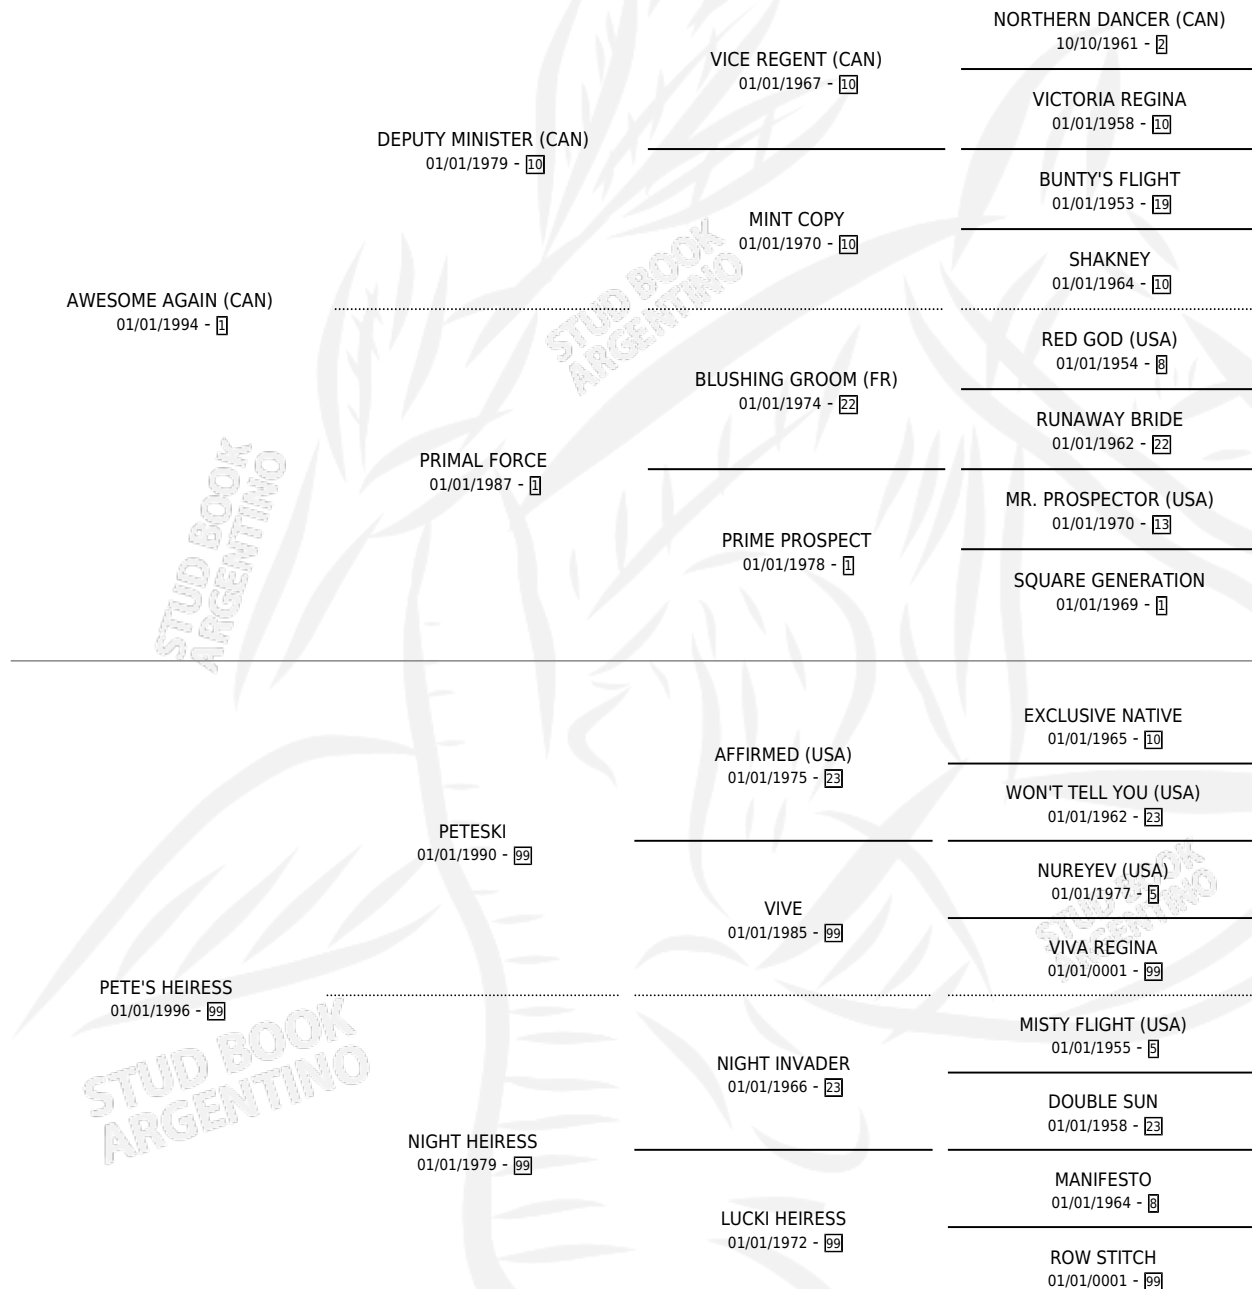 NORTHERN DANCER (CAN)
10/10/1961 - 2
VICE REGENT (CAN)
01/01/1967 - 10
VICTORIA REGINA
01/01/1958 - 10
DEPUTY MINISTER (CAN)
01/01/1979 - 10
BUNTY'S FLIGHT
01/01/1953 - 19
MINT COPY
01/01/1970 - 10
SHAKNEY
01/01/1964 - 10
AWESOME AGAIN (CAN)
01/01/1994 - 1
STUD BOOK
ARGENTINO
RED GOD (USA)
01/01/1954 - 8
BLUSHING GROOM (FR)
01/01/1974 - 22
RUNAWAY BRIDE
01/01/1962 - 22
PRIMAL FORCE
01/01/1987 - 1
MR. PROSPECTOR (USA)
01/01/1970 - 13
PRIME PROSPECT
01/01/1978 - 1
SQUARE GENERATION
01/01/1969 - 1
STUD BOOK
ARGENTINO
EXCLUSIVE NATIVE
01/01/1965 - 10
AFFIRMED (USA)
01/01/1975 - 23
WON'T TELL YOU (USA)
01/01/1962 - 23
PETESKI
01/01/1990 - 99
NUREYEV (USA)
01/01/1977 - 5
VIVE
01/01/1985 - 99
VIVA REGINA
01/01/0001 - 99
STUD BOOK
ARGENTINO
PETE'S HEIRESS
01/01/1996 - 99
STUD BOOK
ARGENTINO
MISTY FLIGHT (USA)
01/01/1955 - 5
NIGHT INVADER
01/01/1966 - 23
DOUBLE SUN
01/01/1958 - 23
NIGHT HEIRESS
01/01/1979 - 99
MANIFESTO
01/01/1964 - 8
LUCKI HEIRESS
01/01/1972 - 99
ROW STITCH
01/01/0001 - 99